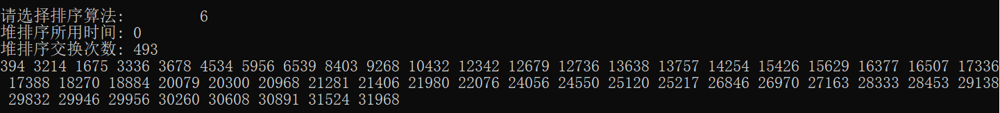 请选择排序算法:          6
堆排序所用时间: 0
堆排序交换次数: 493
394 3214 1675 3336 3678 4534 5956 6539 8403 9268 10432 12342 12679 12736 13638 13757 14254 15426 15629 16377 16507 17336
17388 18270 18884 20079 20300 20968 21281 21406 21980 22076 24056 24550 25120 25217 26846 26970 27163 28333 28453 29138
29832 29946 29956 30260 30608 30891 31524 31968